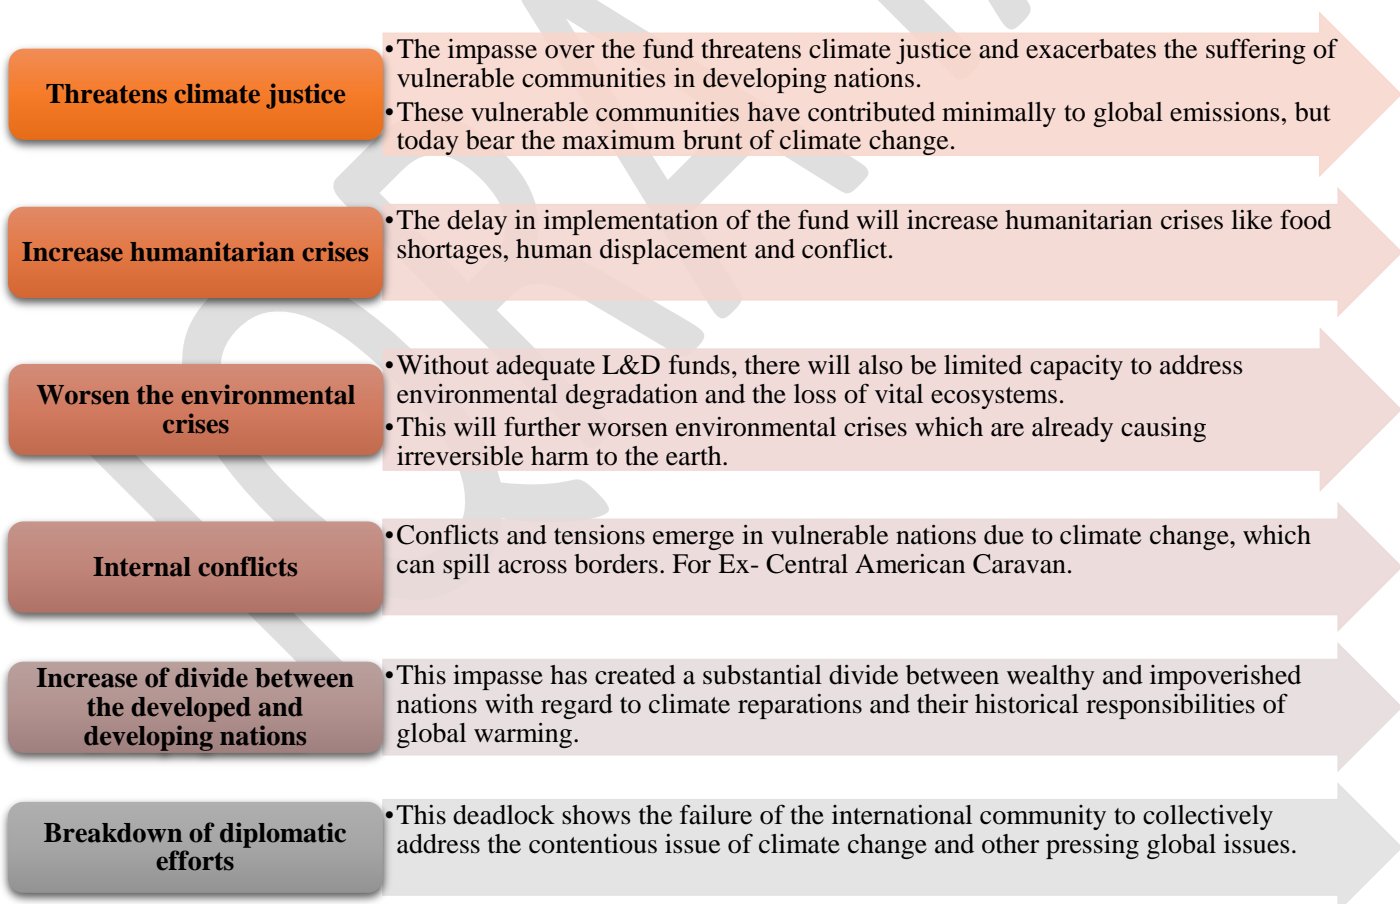 Threatens climate justice
•The impasse over the fund threatens climate justice and exacerbates the suffering of
vulnerable communities in developing nations.
•These vulnerable communities have contributed minimally to global emissions, but
today bear the maximum brunt of climate change.
Increase humanitarian crises
•The delay in implementation of the fund will increase humanitarian crises like food
shortages, human displacement and conflict.
Worsen the environmental
crises
•Without adequate L&D funds, there will also be limited capacity to address
environmental degradation and the loss of vital ecosystems.
•This will further worsen environmental crises which are already causing
irreversible harm to the earth.
Internal conflicts
•Conflicts and tensions emerge in vulnerable nations due to climate change, which
can spill across borders. For Ex- Central American Caravan.
Increase of divide between
the developed and
developing nations
•This impasse has created a substantial divide between wealthy and impoverished
nations with regard to climate reparations and their historical responsibilities of
global warming.
Breakdown of diplomatic
efforts
•This deadlock shows the failure of the international community to collectively
address the contentious issue of climate change and other pressing global issues.